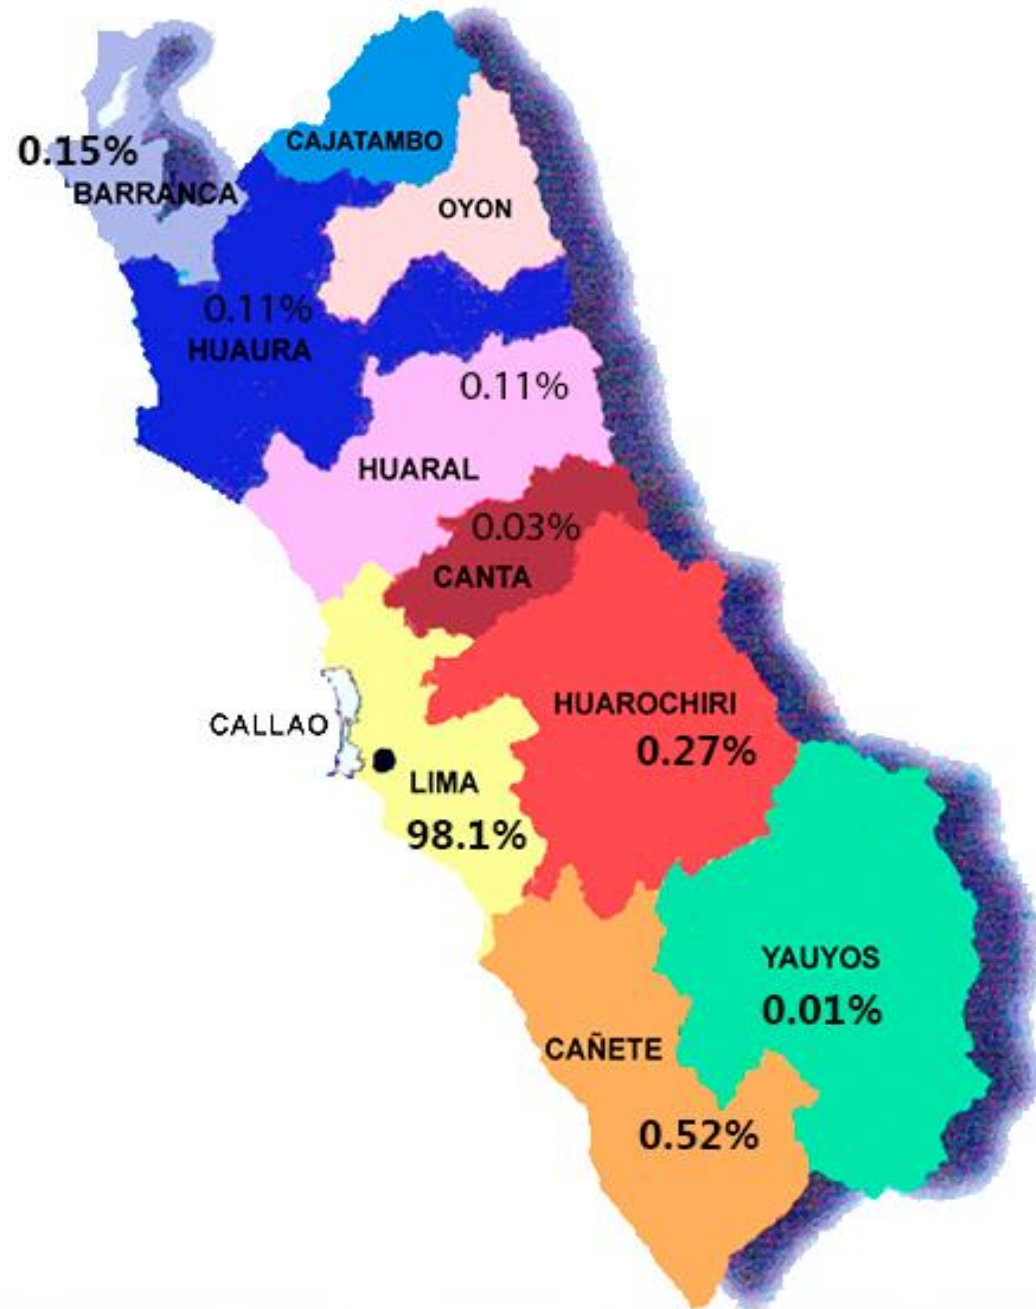 CAJATAMBO
0.15%
BARRANCA
OYON
0.11%
HUAURA
0.11%
HUARAL
0.03%
CANTA
HUAROCHIRI
0.27%
CALLAO
LIMA
98.1%
YAUYOS
0.01%
CAÑETE
0.52%